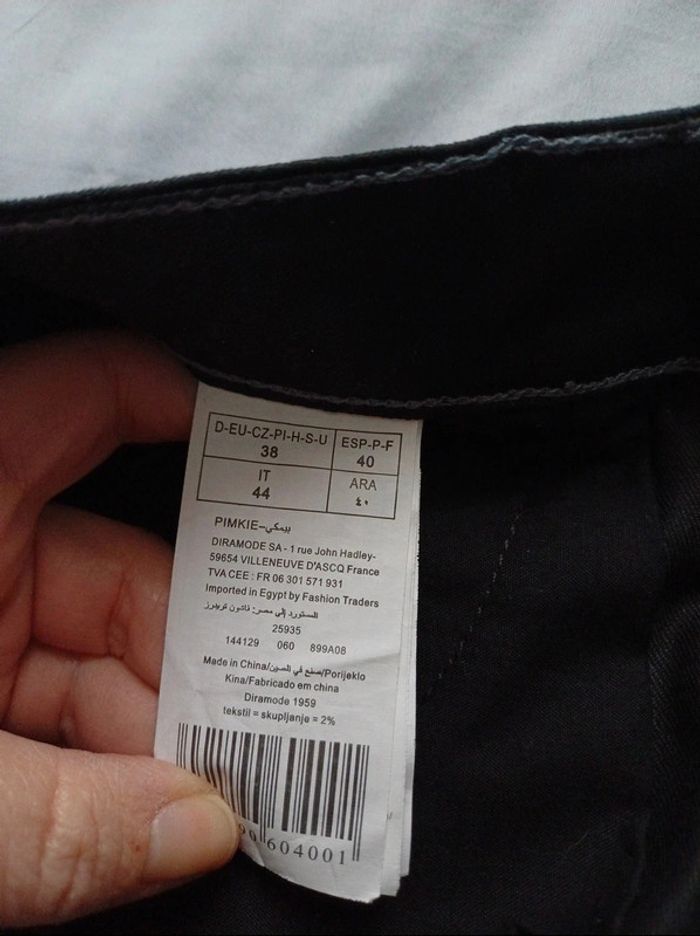 D-EU-CZ-PI-H-S-U ESP-P-F
38 40
IT ARA
44 ٤٠
PIMKIE-بيمكي
DIRAMODE SA - 1 rue John Hadley-
59654 VILLENEUVE D'ASCQ France
TVA CEE : FR 06 301 571 931
Imported in Egypt by Fashion Traders
المستورد إلى مصر: فاشون تريدرز
25935
144129 060 899A08
Made in China/صنع في الصين/Porijeklo
Kina/Fabricado em china
Diramode 1959
tekstil = skupljanje = 2%
604001